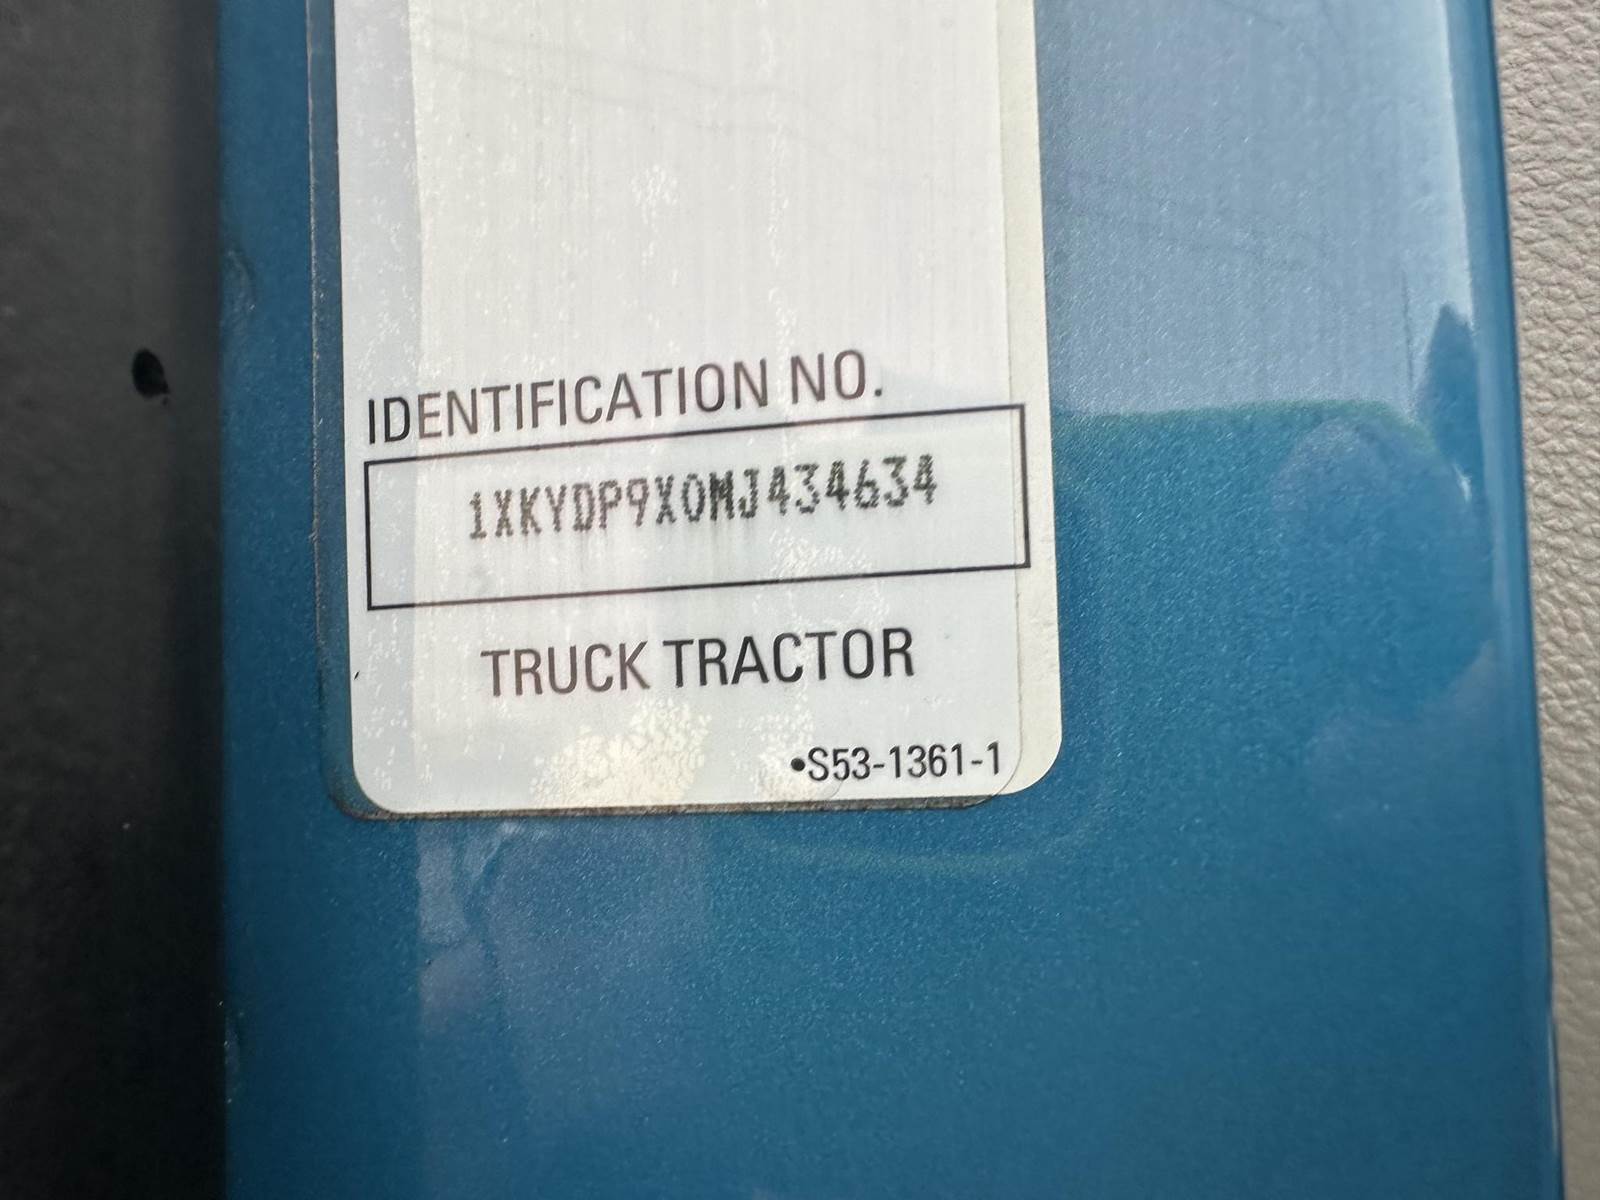 IDENTIFICATION NO.
1XKYDP9X0MJ434634
TRUCK TRACTOR
•S53-1361-1